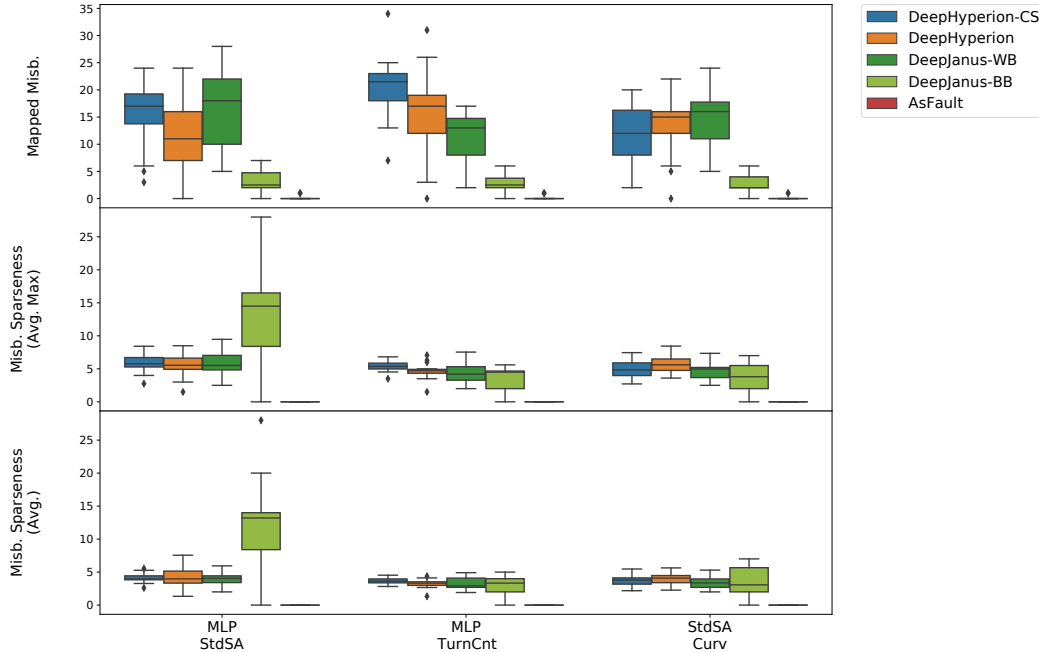 DeepHyperion-CS
DeepHyperion
DeepJanus-WB
DeepJanus-BB
AsFault
Mapped Misb.
35
30
25
20
15
10
5
0
Misb. Sparseness
(Avg. Max)
25
20
15
10
5
0
Misb. Sparseness
(Avg.)
25
20
15
10
5
0
MLP
StdSA
MLP
TurnCnt
StdSA
Curv